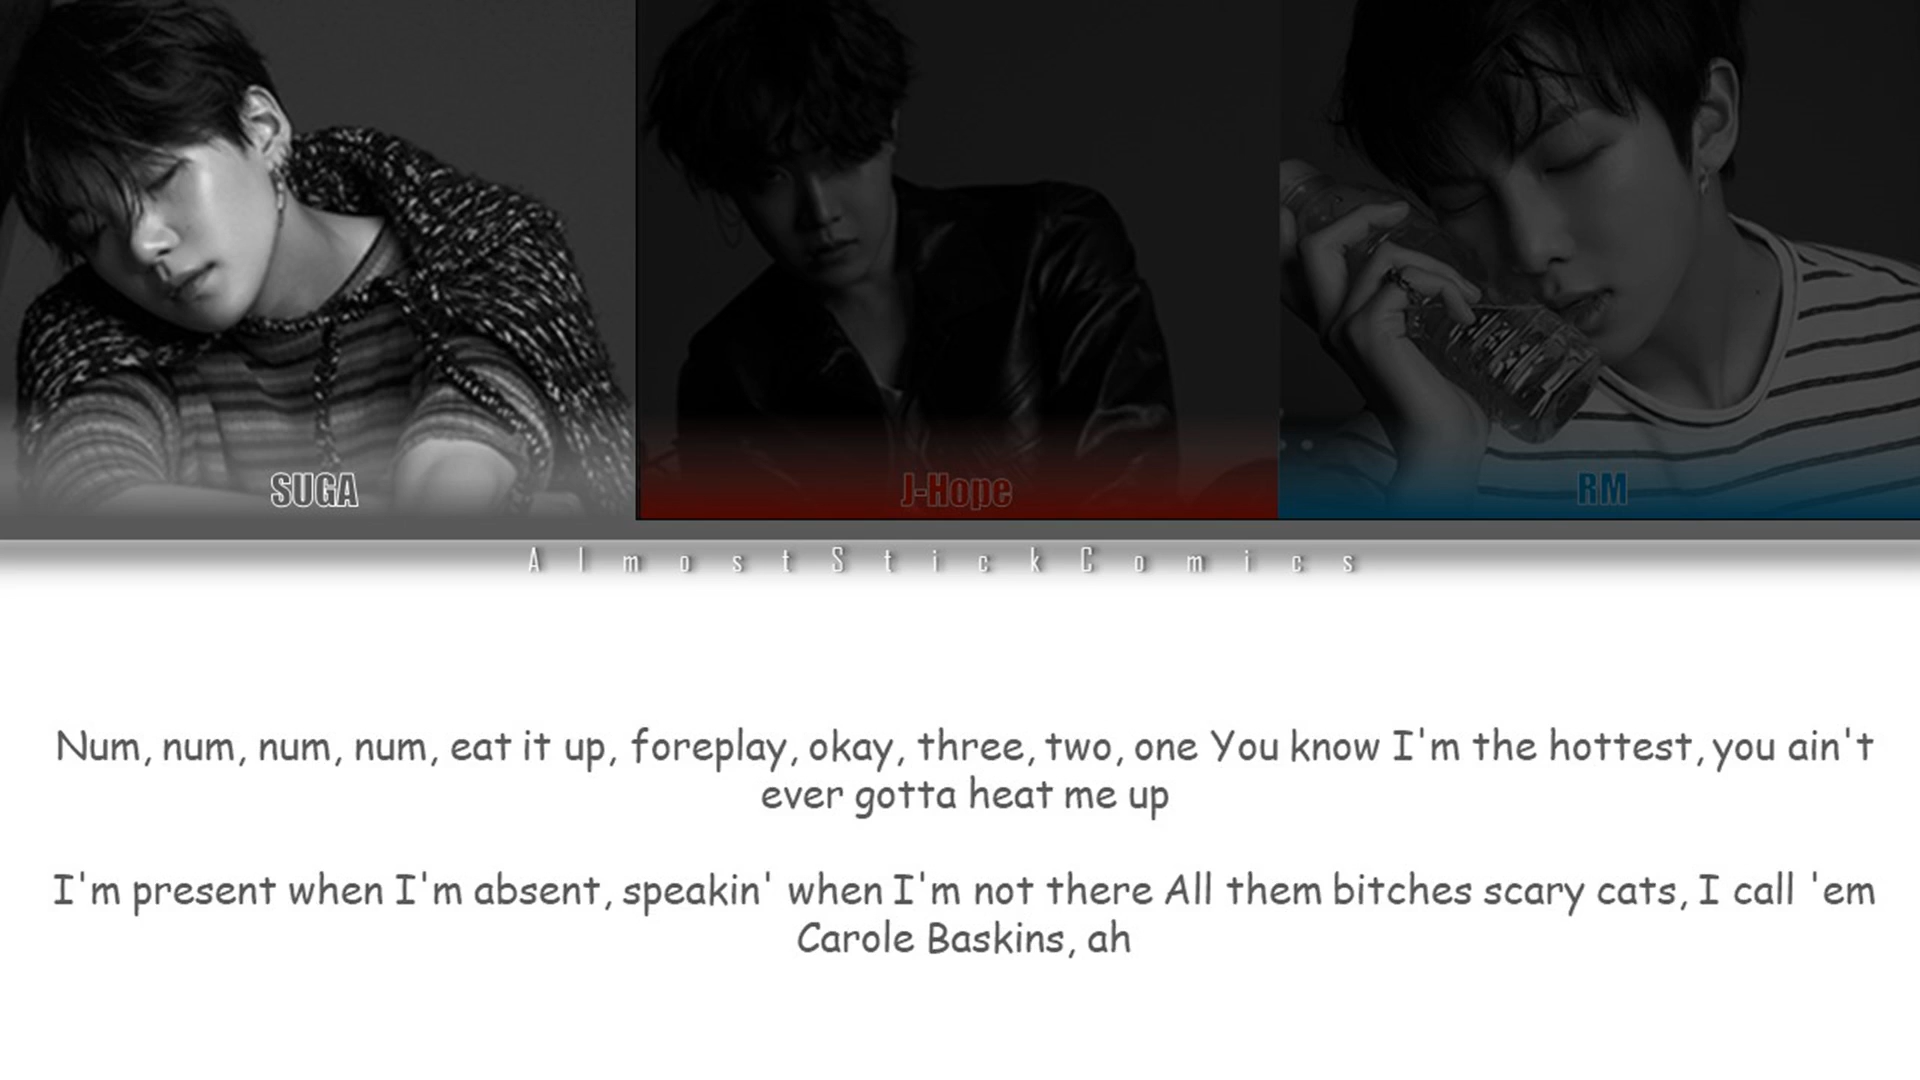 SUGA
J-Hope
RM
AlmostStickComics
Num, num, num, num, eat it up, foreplay, okay, three, two, one You know I'm the hottest, you ain't
ever gotta heat me up
I'm present when I'm absent, speakin' when I'm not there All them bitches scary cats, I call 'em
Carole Baskins, ah